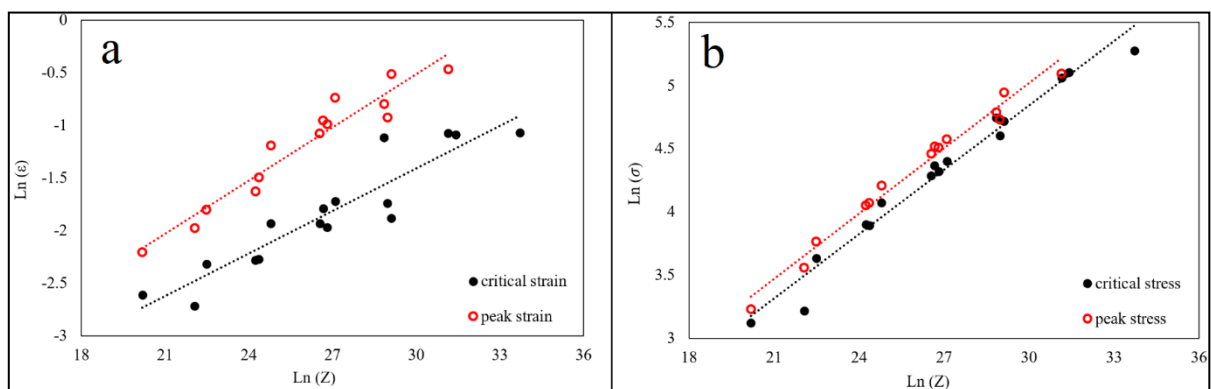 a
0
-0.5
-1
-1.5
-2
-2.5
-3
Ln (ε)
18 21 24 27 30 33 36
Ln (Z)
critical strain
peak strain
b
5.5
5
4.5
4
3.5
3
Ln (σ)
18 21 24 27 30 33 36
Ln (Z)
critical stress
peak stress